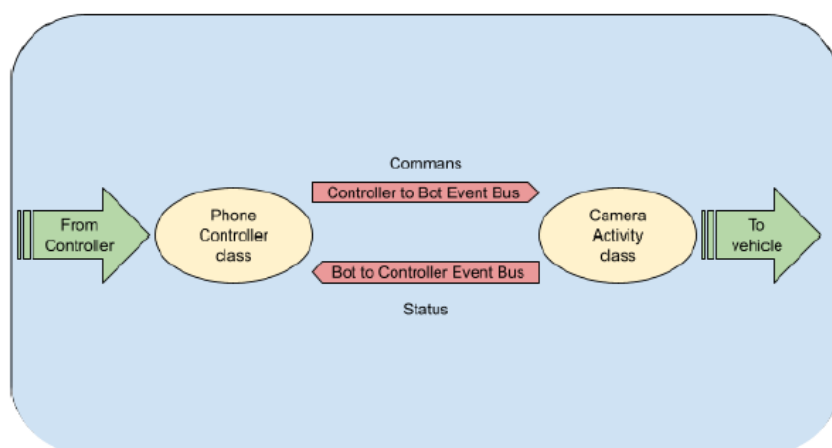 Commans
Controller to Bot Event Bus
From
Controller
Phone
Controller
class
Camera
Activity
class
To
vehicle
Bot to Controller Event Bus
Status